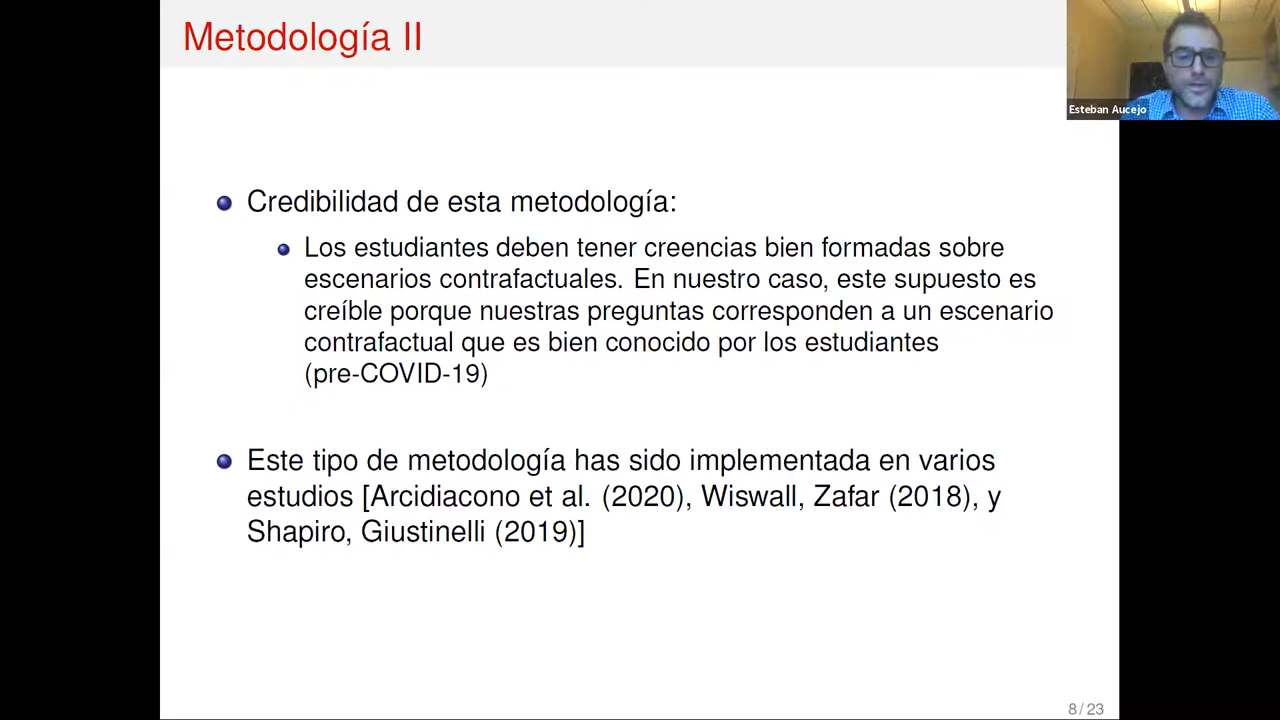 Metodología II
Esteban Aucejo
Credibilidad de esta metodología:
Los estudiantes deben tener creencias bien formadas sobre
escenarios contrafactuales. En nuestro caso, este supuesto es
creíble porque nuestras preguntas corresponden a un escenario
contrafactual que es bien conocido por los estudiantes
(pre-COVID-19)
Este tipo de metodología has sido implementada en varios
estudios [Arcidiacono et al. (2020), Wiswall, Zafar (2018), y
Shapiro, Giustinelli (2019)]
8 / 23